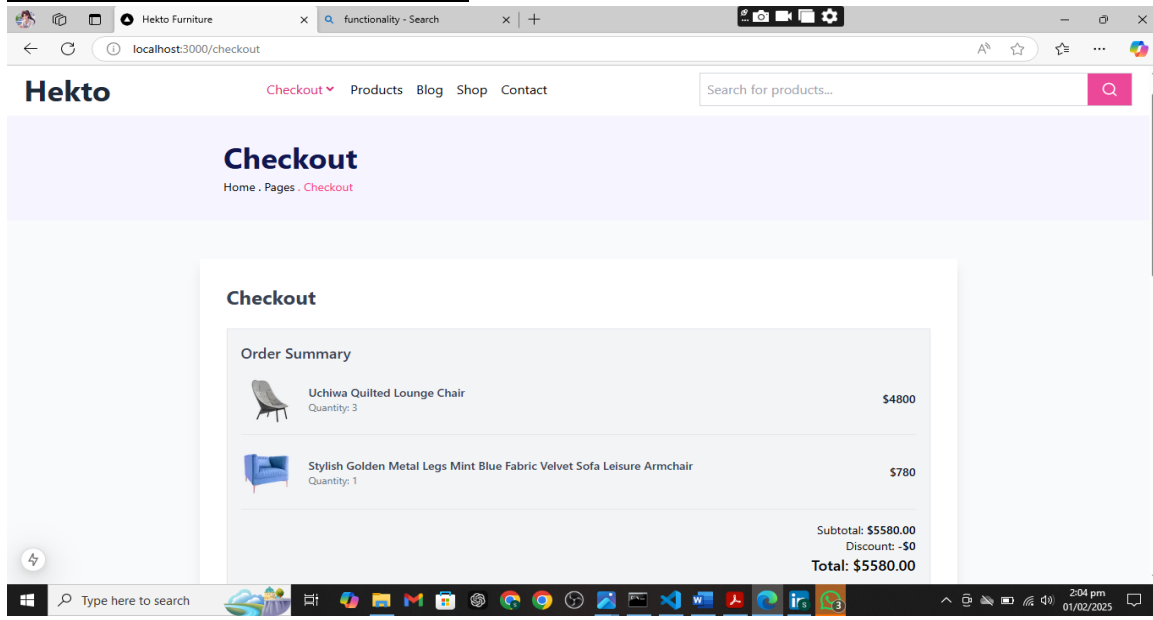 Hekto Furniture
functionality - Search
localhost:3000/checkout
Hekto
Checkout Products Blog Shop Contact
Search for products...
Checkout
Home . Pages . Checkout
Checkout
Order Summary
Uchiwa Quilted Lounge Chair
Quantity: 3
$4800
Stylish Golden Metal Legs Mint Blue Fabric Velvet Sofa Leisure Armchair
Quantity: 1
$780
Subtotal: $5580.00
Discount: -$0
Total: $5580.00
Type here to search
2:04 pm
01/02/2025